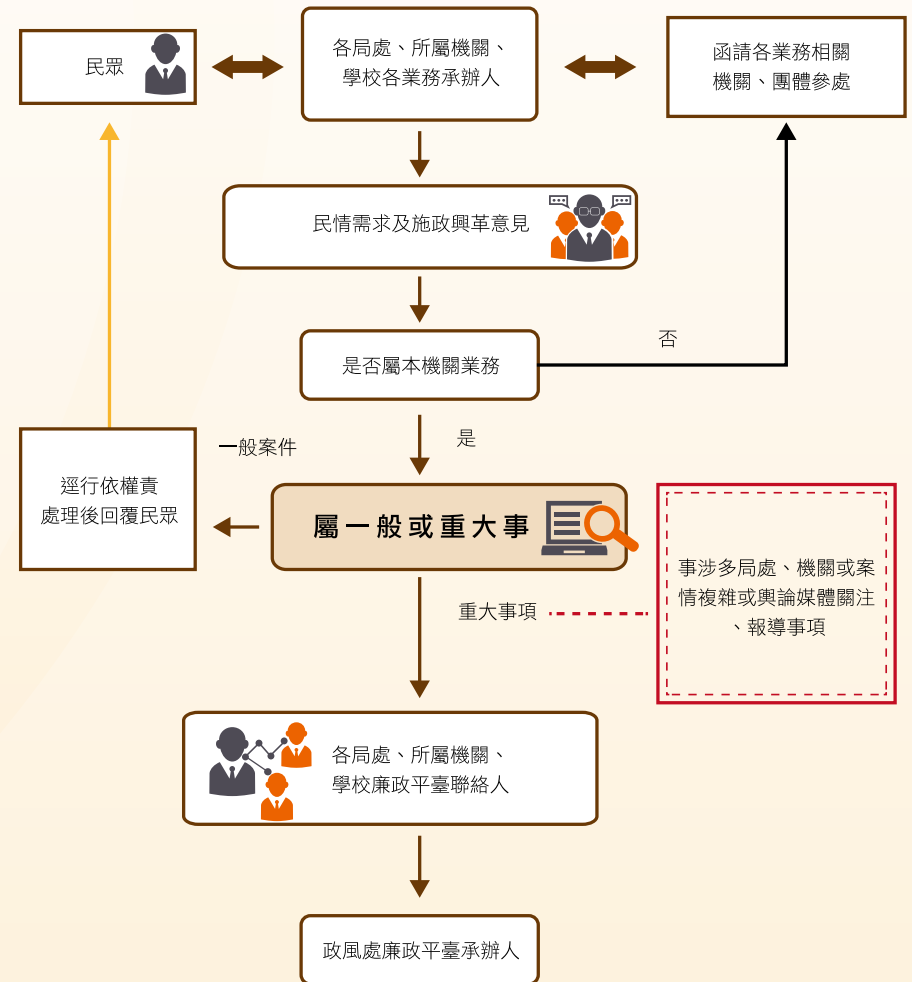 民眾
各局處、所屬機關、
學校各業務承辦人
函請各業務相關
機關、團體參處
民情需求及施政興革意見
否
是否屬本機關業務
是
一般案件
逕行依權責
處理後回覆民眾
屬一般或重大事
事涉多局處、機關或案
情複雜或輿論媒體關注
、報導事項
重大事項
各局處、所屬機關、
學校廉政平臺聯絡人
政風處廉政平臺承辦人